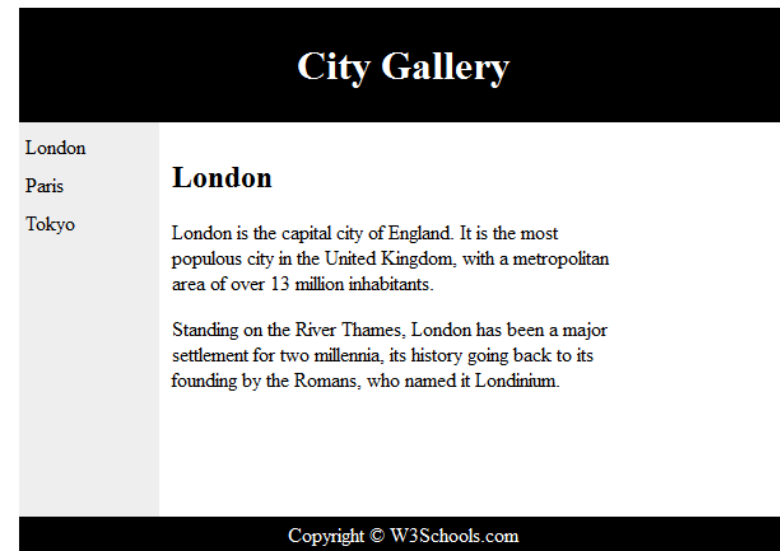 City Gallery
London
Paris
Tokyo
London
London is the capital city of England. It is the most
populous city in the United Kingdom, with a metropolitan
area of over 13 million inhabitants.
Standing on the River Thames, London has been a major
settlement for two millennia, its history going back to its
founding by the Romans, who named it Londinium.
Copyright © W3Schools.com